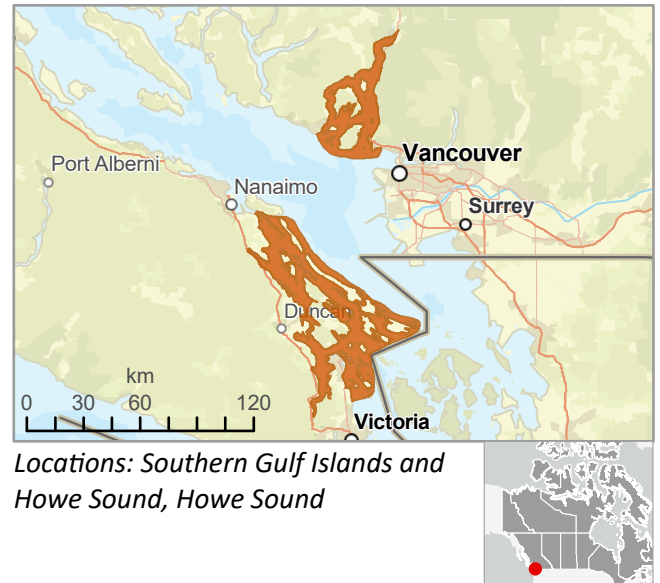 Vancouver
Port Alberni
Nanaimo
Surrey
Duncan
km
0 30 60 120
Victoria
Locations: Southern Gulf Islands and
Howe Sound, Howe Sound